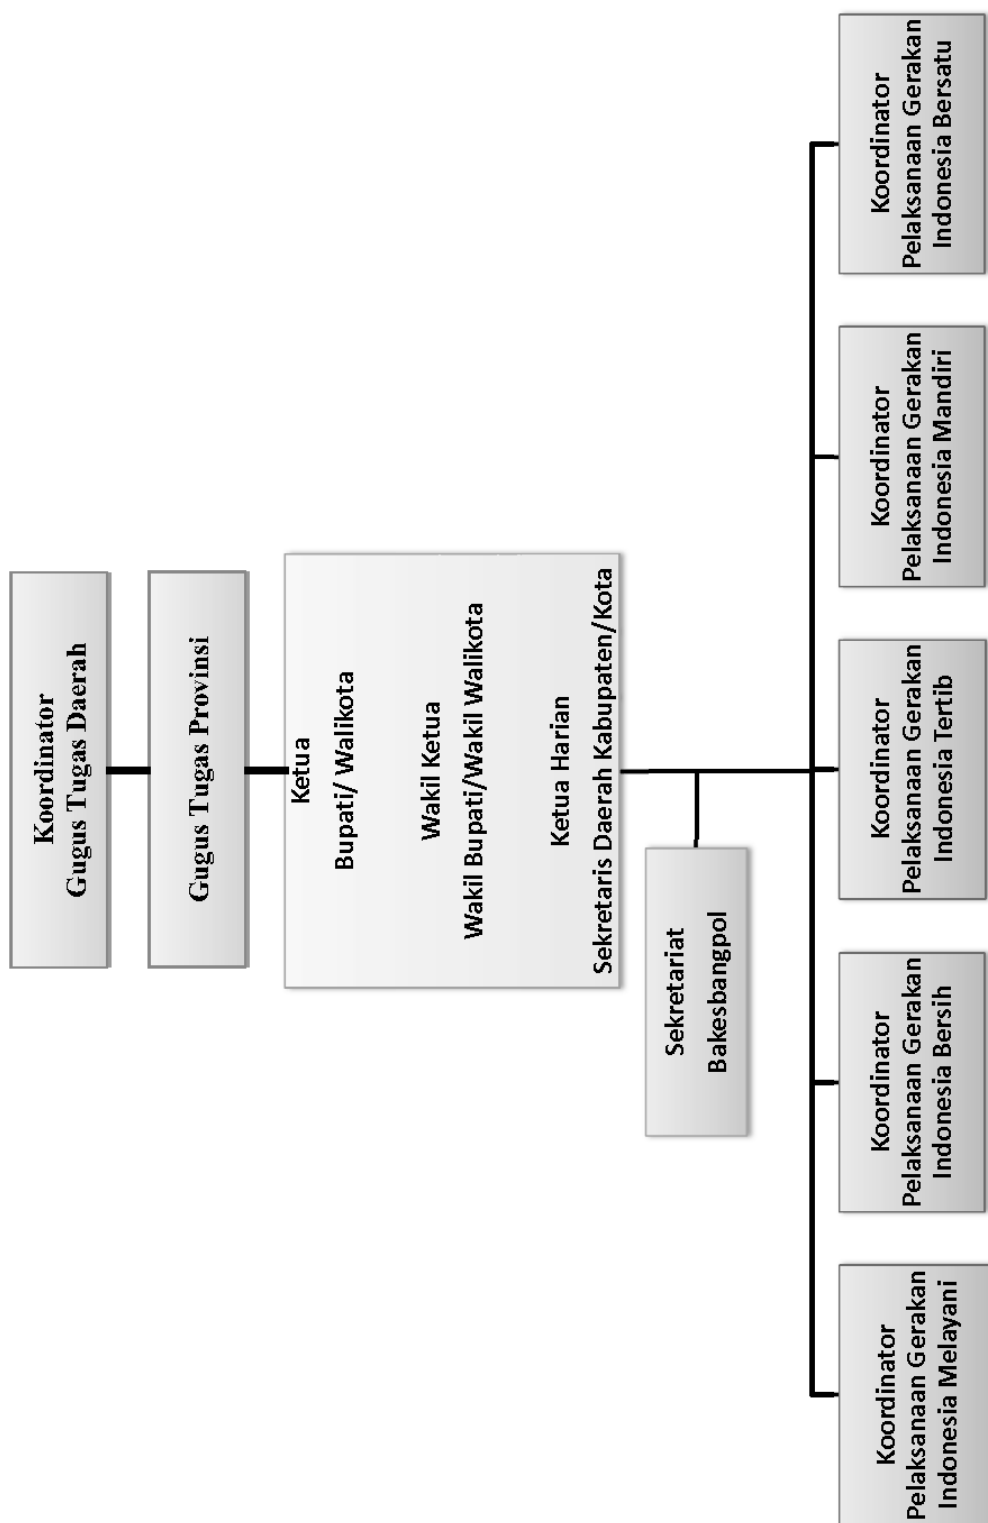 Koordinator
Gugus Tugas Daerah
Gugus Tugas Provinsi
Ketua
Bupati/ Walikota
Wakil Ketua
Wakil Bupati/Wakil Walikota
Ketua Harian
Sekretaris Daerah Kabupaten/Kota
Sekretariat
Bakesbangpol
Koordinator
Pelaksanaan Gerakan
Indonesia Melayani
Koordinator
Pelaksanaan Gerakan
Indonesia Bersih
Koordinator
Pelaksanaan Gerakan
Indonesia Tertib
Koordinator
Pelaksanaan Gerakan
Indonesia Mandiri
Koordinator
Pelaksanaan Gerakan
Indonesia Bersatu